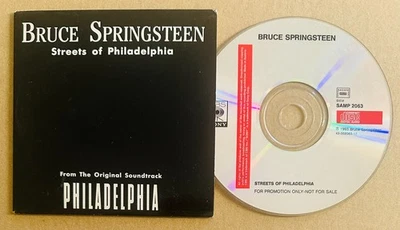 BRUCE SPRINGSTEEN
Streets of Philadelphia
From The Original Soundtrack
PHILADELPHIA
BRUCE SPRINGSTEEN
SONY
SAMP 2063
STREETS OF PHILADELPHIA
FOR PROMOTION ONLY-NOT FOR SALE